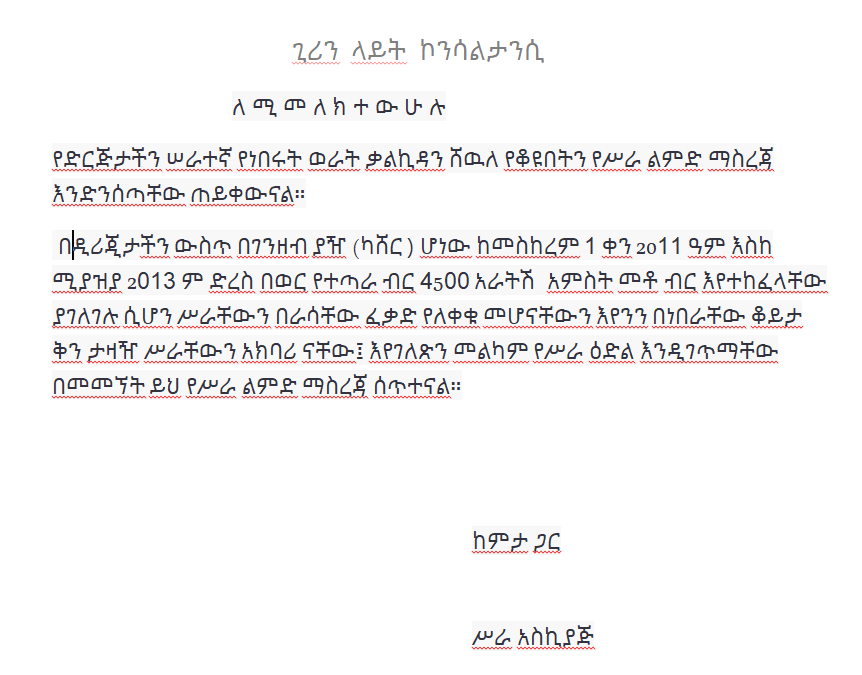 ጊሪን ላይት ኮንሳልታንሲ
ለ ሚ መ ለ ክ ተ ው ሁ ሉ
የድርጅታችን ሠራተኛ የነበሩት ወራት ቃልኪዳን ሽዉለ የቆዩበትን የሥራ ልምድ ማስረጃ
እንድንሰጣቸው ጠይቀውናል።
በዲሪጂታችን ውስጥ በገንዘብ ያዥ (ካሸር) ሆነው ከመስከረም 1 ቀን 2011 ዓም እስከ
ሚያዝያ 2013 ም ድረስ በወር የተጣራ ብር 4500 አራትሽ አምስት መቶ ብር እየተከፈላቸው
ያገለገሉ ሲሆን ሥራቸውን በራሳቸው ፈቃድ የለቀቁ መሆናቸውን እየንን በነበራቸው ቆይታ
ቅን ታዛዥ ሥራቸውን አክባሪ ናቸው፤ እየገለጽን መልካም የሥራ ዕድል እንዲገጥማቸው
በመመኘት ይህ የሥራ ልምድ ማስረጃ ሰጥተናል።
ከምታ ጋር
ሥራ አስኪያጅ